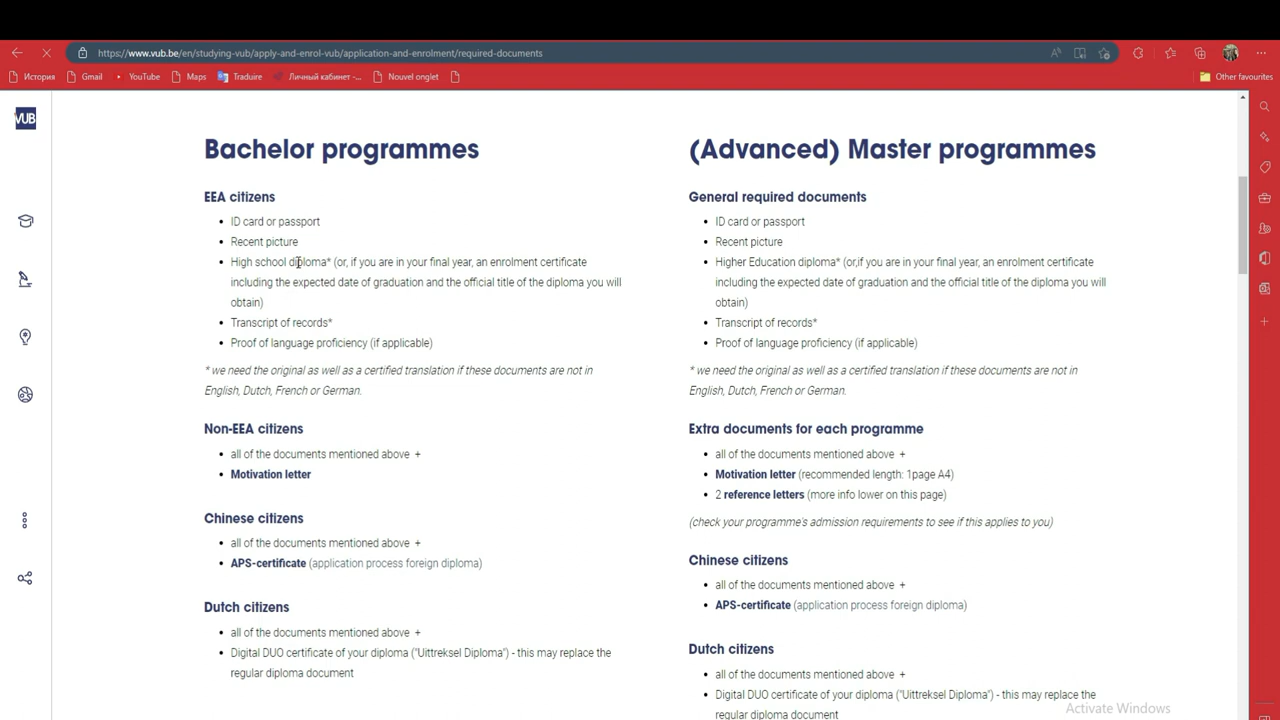 https://www.vub.be/en/studying-vub/apply-and-enrol-vub/application-and-enrolment/required-documents
История Gmail YouTube Maps Traduire Личный кабинет -... Nouvel onglet Other favourites
VUB
Bachelor programmes
EEA citizens
• ID card or passport
• Recent picture
• High school diploma* (or, if you are in your final year, an enrolment certificate
including the expected date of graduation and the official title of the diploma you will
obtain)
• Transcript of records*
• Proof of language proficiency (if applicable)
* we need the original as well as a certified translation if these documents are not in
English, Dutch, French or German.
Non-EEA citizens
• all of the documents mentioned above +
• Motivation letter
Chinese citizens
• all of the documents mentioned above +
• APS-certificate (application process foreign diploma)
Dutch citizens
• all of the documents mentioned above +
• Digital DUO certificate of your diploma ("Uittreksel Diploma") - this may replace the
regular diploma document
(Advanced) Master programmes
General required documents
• ID card or passport
• Recent picture
• Higher Education diploma* (or,if you are in your final year, an enrolment certificate
including the expected date of graduation and the official title of the diploma you will
obtain)
• Transcript of records*
• Proof of language proficiency (if applicable)
* we need the original as well as a certified translation if these documents are not in
English, Dutch, French or German.
Extra documents for each programme
• all of the documents mentioned above +
• Motivation letter (recommended length: 1page A4)
• 2 reference letters (more info lower on this page)
(check your programme's admission requirements to see if this applies to you)
Chinese citizens
• all of the documents mentioned above +
• APS-certificate (application process foreign diploma)
Dutch citizens
• all of the documents mentioned above +
• Digital DUO certificate of your diploma ("Uittreksel Diploma") - this may replace the
regular diploma document
Activate Windows